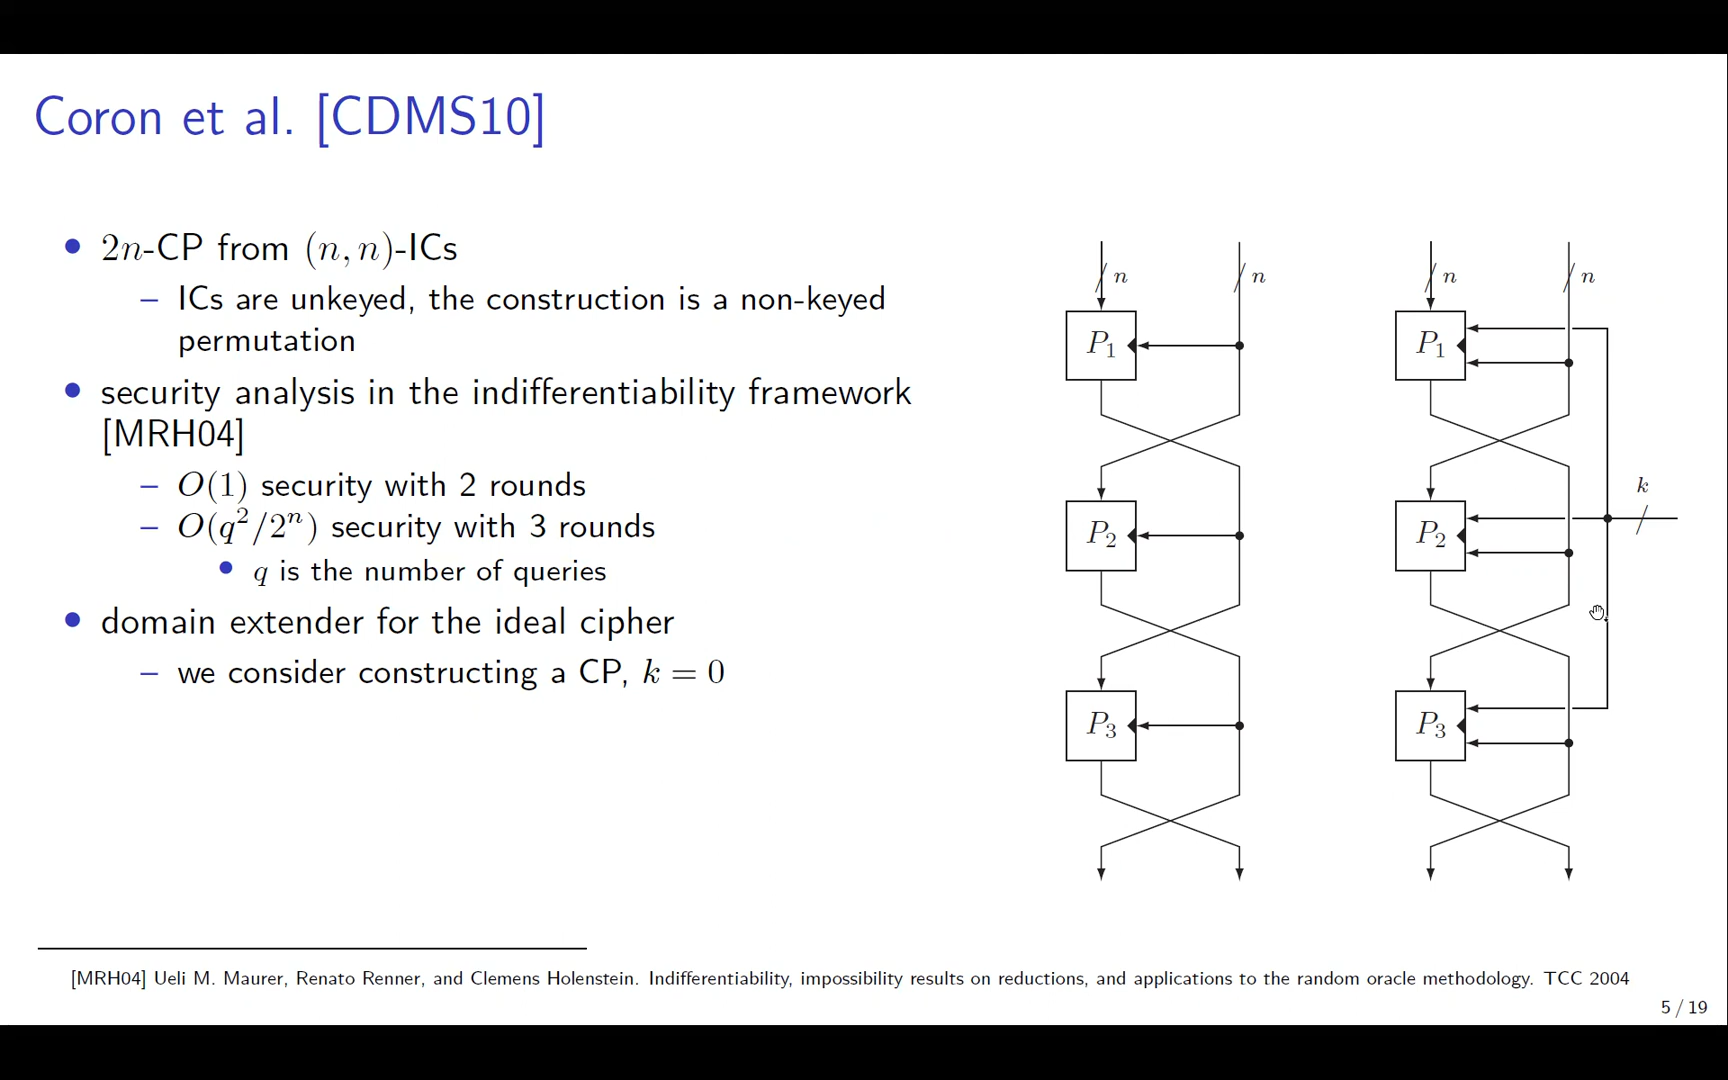 Coron et al. [CDMS10]
• 2n-CP from (n, n)-ICs
– ICs are unkeyed, the construction is a non-keyed
permutation
• security analysis in the indifferentiability framework
[MRH04]
– O(1) security with 2 rounds
– O(q²/2ⁿ) security with 3 rounds
• q is the number of queries
• domain extender for the ideal cipher
– we consider constructing a CP, k = 0
n n
P₁
P₂
P₃
n n
P₁
k
P₂
P₃
[MRH04] Ueli M. Maurer, Renato Renner, and Clemens Holenstein. Indifferentiability, impossibility results on reductions, and applications to the random oracle methodology. TCC 2004
5 / 19